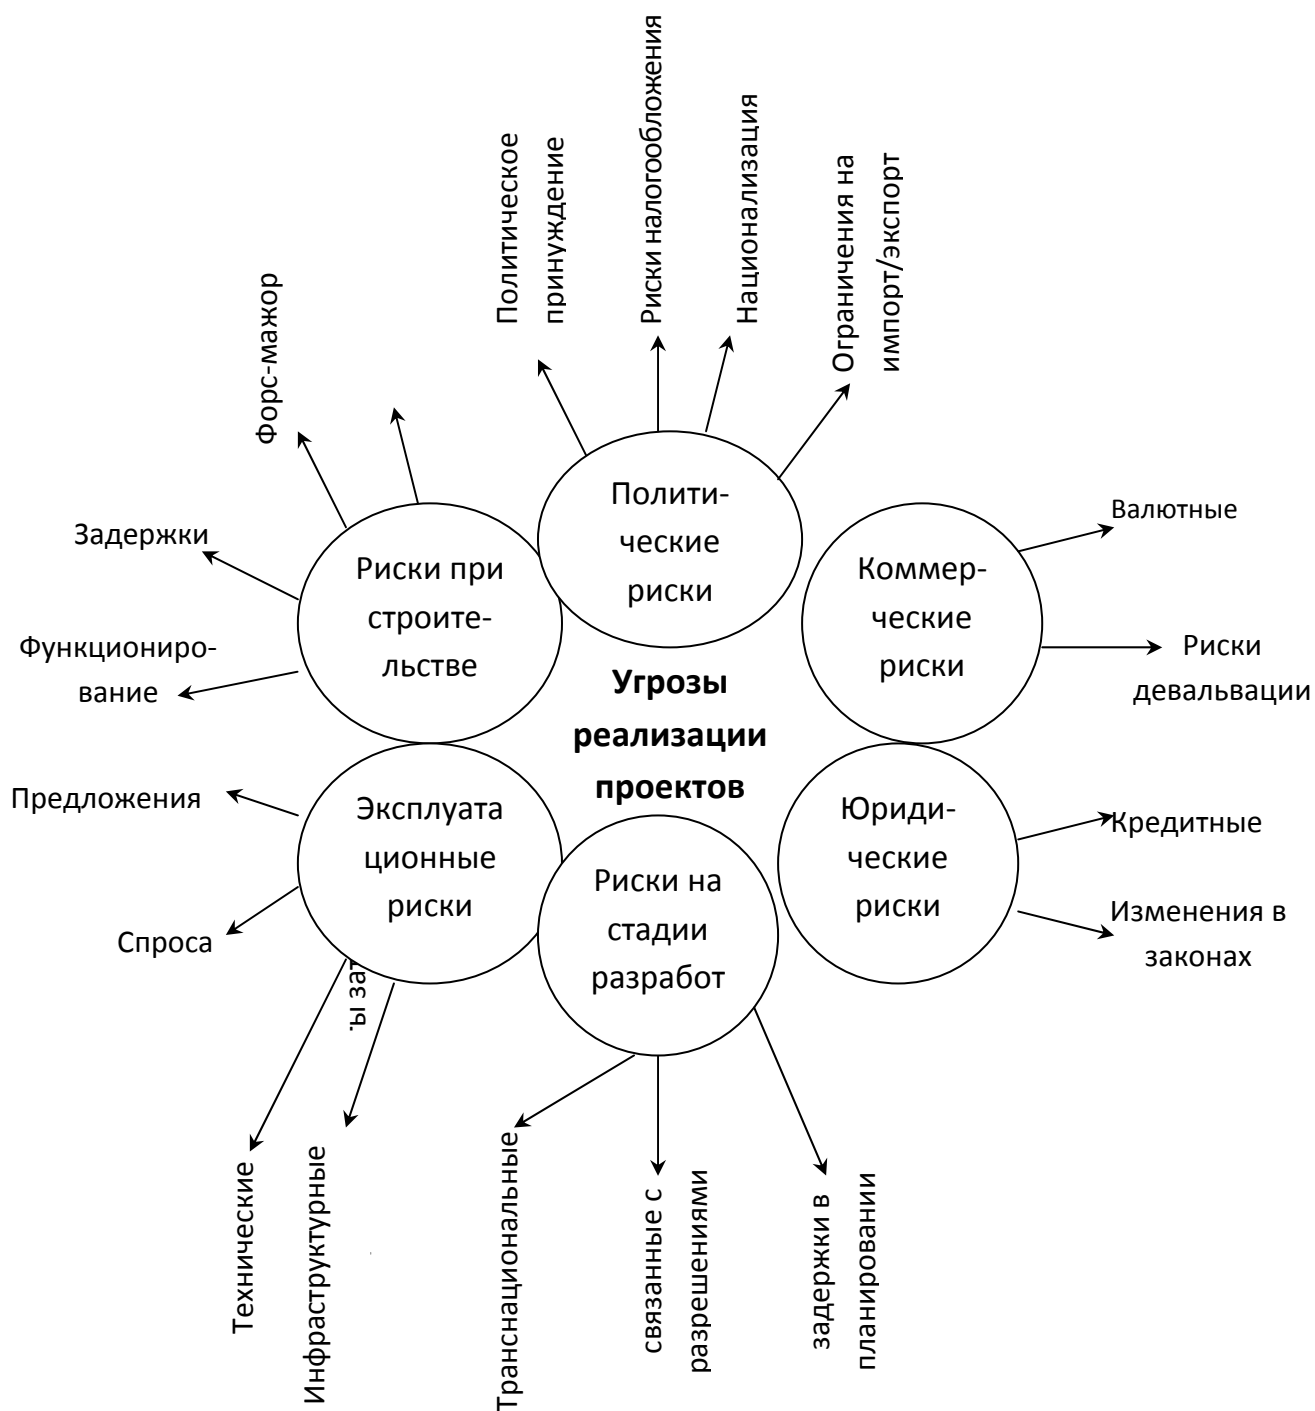 Политическое
принуждение
Риски налогообложения
Национализация
Ограничения на
импорт/экспорт
Форс-мажор
Задержки
Функциониро-
вание
Риски при
строите-
льстве
Полити-
ческие
риски
Коммер-
ческие
риски
Валютные
Риски
девальвации
Угрозы
реализации
проектов
Предложения
Спроса
Эксплуата
ционные
риски
Риски на
стадии
разработ
Юриди-
ческие
риски
Кредитные
Изменения в
законах
Технические
Инфраструктурные
Транснациональные
связанные с
разрешениями
задержки в
планировании